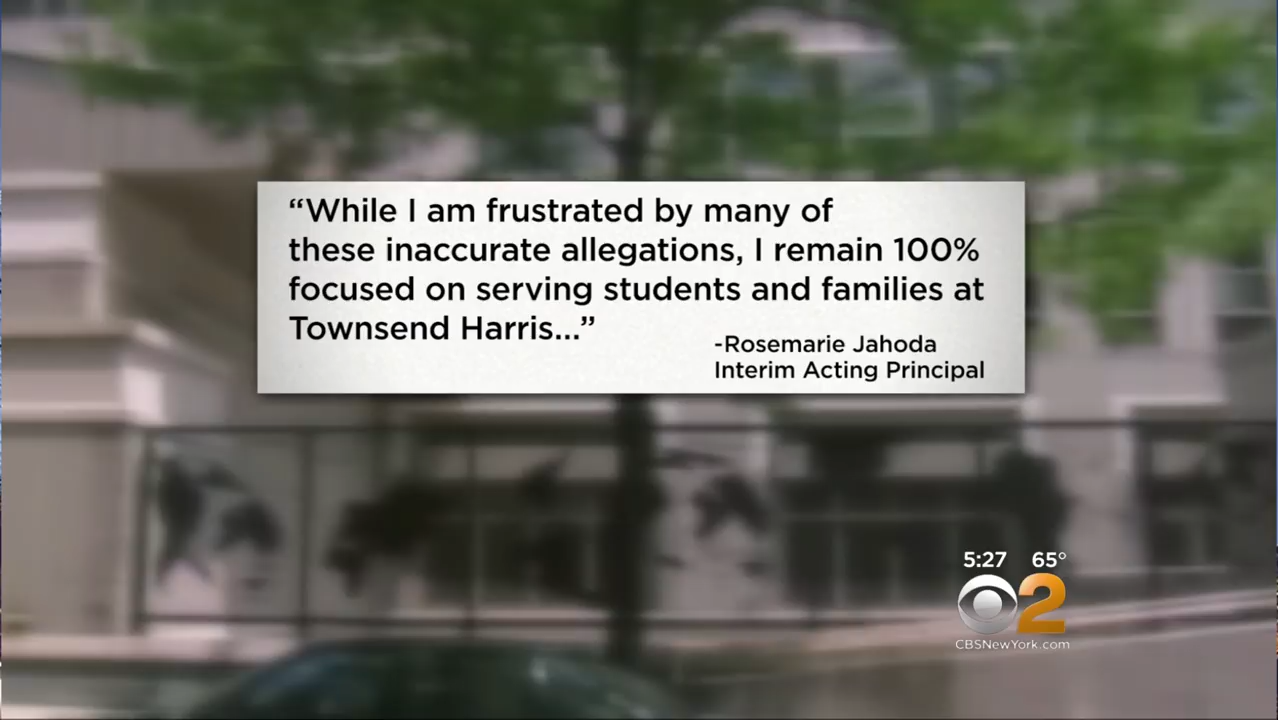 “While I am frustrated by many of
these inaccurate allegations, I remain 100%
focused on serving students and families at
Townsend Harris...”
-Rosemarie Jahoda
Interim Acting Principal
5:27 65°
2
CBSNewYork.com